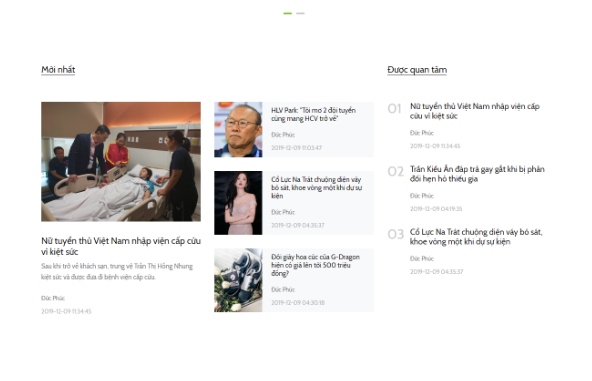 Mới nhất
Nữ tuyển thủ Việt Nam nhập viện cấp cứu
vì kiệt sức
Sau khi trở về khách sạn, trung vệ Trần Thị Hồng Nhung
kiệt sức và được đưa đi bệnh viện cấp cứu.
Đức Phúc
2019-12-09 11:34:45
HLV Park: "Tôi mơ 2 đội tuyển
cùng mang HCV trở về"
Đức Phúc
2019-12-09 11:03:47
Cổ Lực Na Trát chuộng diện váy
bó sát, khoe vòng một khi dự sự
kiện
Đức Phúc
2019-12-09 04:35:37
Đôi giày hoa cúc của G-Dragon
hiện có giá lên tới 500 triệu
đồng?
Đức Phúc
2019-12-09 04:30:18
Được quan tâm
01
Nữ tuyển thủ Việt Nam nhập viện cấp
cứu vì kiệt sức
Đức Phúc
2019-12-09 11:34:45
02
Trần Kiều Ân đáp trả gay gắt khi bị phản
đối hẹn hò thiếu gia
Đức Phúc
2019-12-09 04:19:35
03
Cổ Lực Na Trát chuộng diện váy bó sát,
khoe vòng một khi dự sự kiện
Đức Phúc
2019-12-09 04:35:37